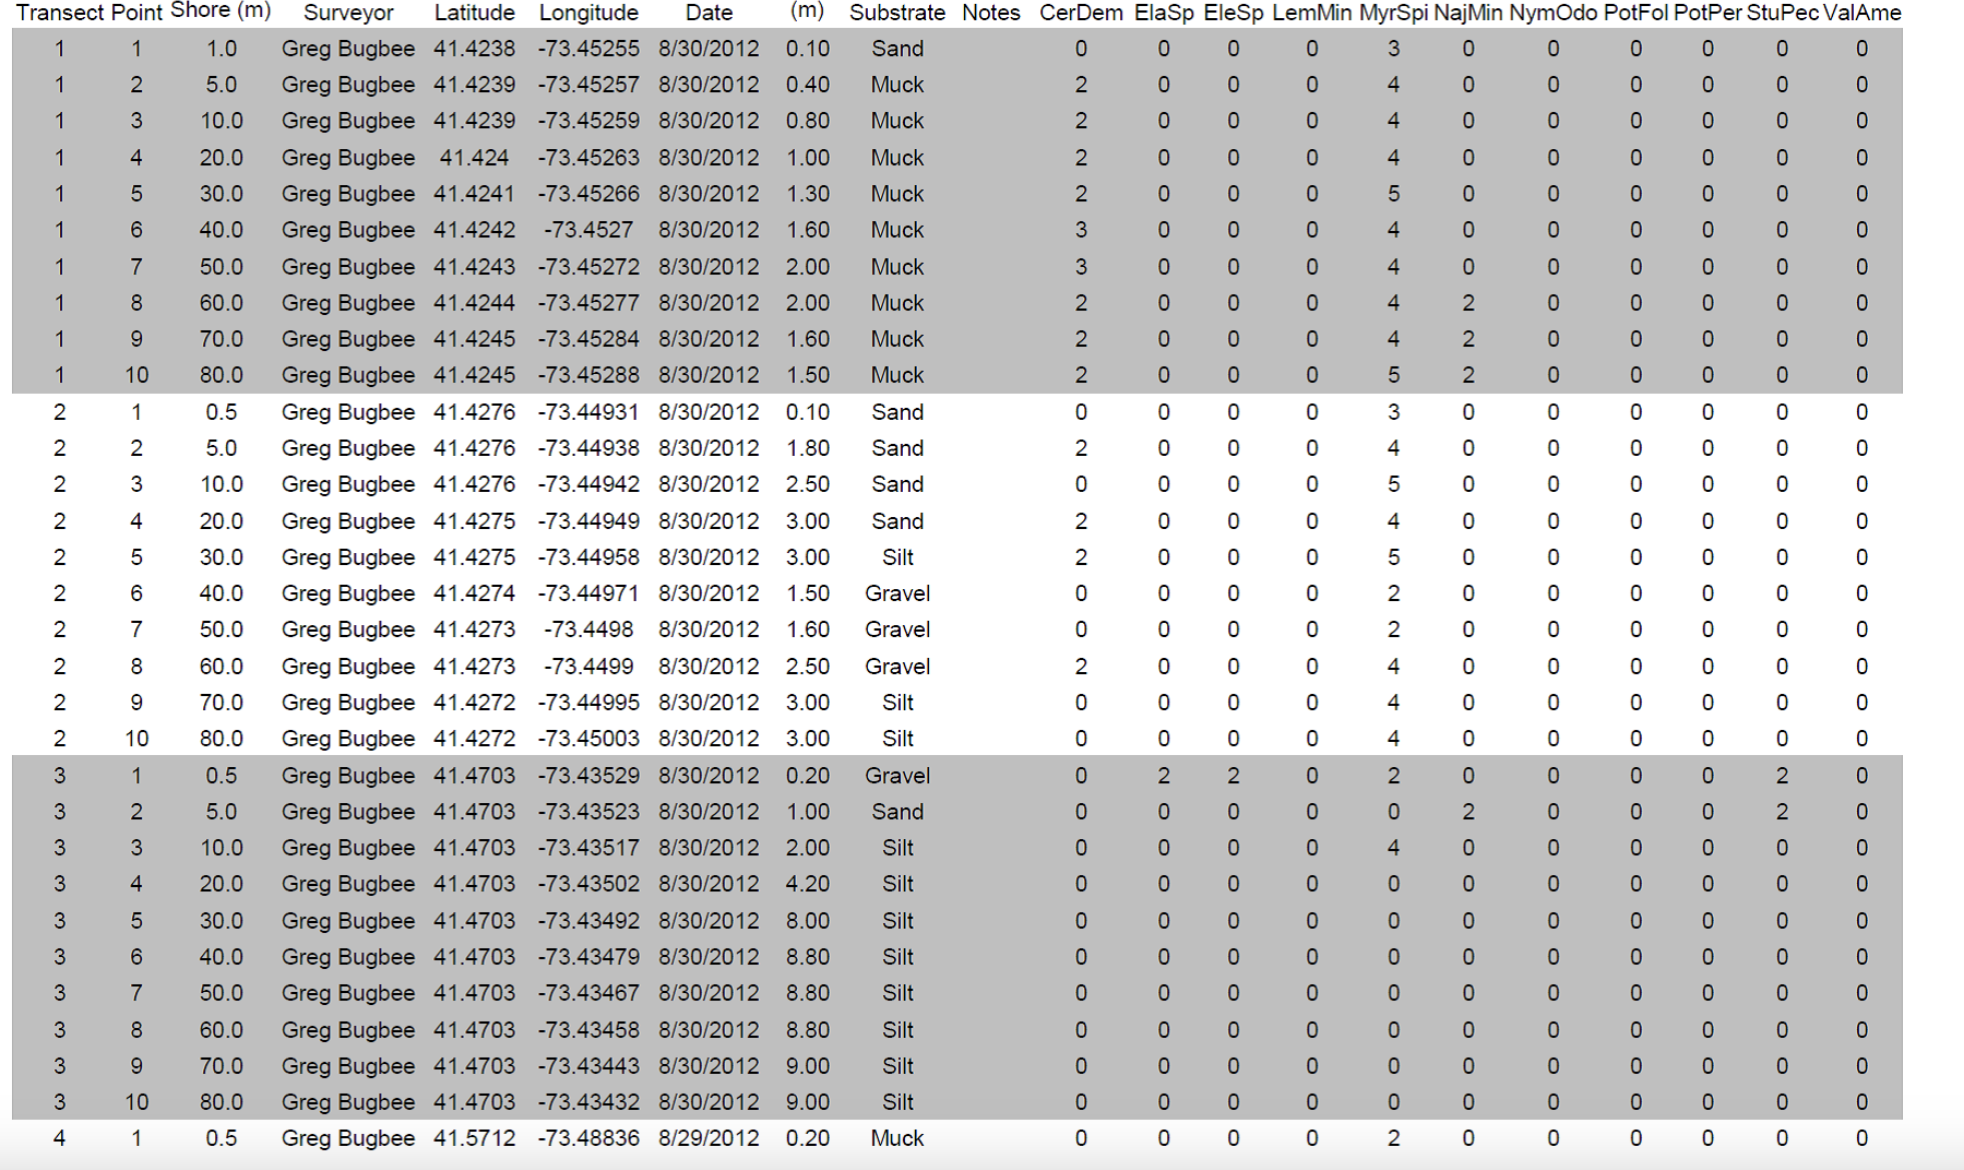 Transect Point Shore (m) Surveyor Latitude Longitude Date (m) Substrate Notes CerDem ElaSp EleSp LemMin MyrSpi NajMin NymOdo PotFol PotPer StuPec ValAme
1 1 1.0 Greg Bugbee 41.4238 -73.45255 8/30/2012 0.10 Sand 0 0 0 0 3 0 0 0 0 0 0
1 2 5.0 Greg Bugbee 41.4239 -73.45257 8/30/2012 0.40 Muck 2 0 0 0 4 0 0 0 0 0 0
1 3 10.0 Greg Bugbee 41.4239 -73.45259 8/30/2012 0.80 Muck 2 0 0 0 4 0 0 0 0 0 0
1 4 20.0 Greg Bugbee 41.424 -73.45263 8/30/2012 1.00 Muck 2 0 0 0 4 0 0 0 0 0 0
1 5 30.0 Greg Bugbee 41.4241 -73.45266 8/30/2012 1.30 Muck 2 0 0 0 5 0 0 0 0 0 0
1 6 40.0 Greg Bugbee 41.4242 -73.4527 8/30/2012 1.60 Muck 3 0 0 0 4 0 0 0 0 0 0
1 7 50.0 Greg Bugbee 41.4243 -73.45272 8/30/2012 2.00 Muck 3 0 0 0 4 0 0 0 0 0 0
1 8 60.0 Greg Bugbee 41.4244 -73.45277 8/30/2012 2.00 Muck 2 0 0 0 4 2 0 0 0 0 0
1 9 70.0 Greg Bugbee 41.4245 -73.45284 8/30/2012 1.60 Muck 2 0 0 0 4 2 0 0 0 0 0
1 10 80.0 Greg Bugbee 41.4245 -73.45288 8/30/2012 1.50 Muck 2 0 0 0 5 2 0 0 0 0 0
2 1 0.5 Greg Bugbee 41.4276 -73.44931 8/30/2012 0.10 Sand 0 0 0 0 3 0 0 0 0 0 0
2 2 5.0 Greg Bugbee 41.4276 -73.44938 8/30/2012 1.80 Sand 2 0 0 0 4 0 0 0 0 0 0
2 3 10.0 Greg Bugbee 41.4276 -73.44942 8/30/2012 2.50 Sand 0 0 0 0 5 0 0 0 0 0 0
2 4 20.0 Greg Bugbee 41.4275 -73.44949 8/30/2012 3.00 Sand 2 0 0 0 4 0 0 0 0 0 0
2 5 30.0 Greg Bugbee 41.4275 -73.44958 8/30/2012 3.00 Silt 2 0 0 0 5 0 0 0 0 0 0
2 6 40.0 Greg Bugbee 41.4274 -73.44971 8/30/2012 1.50 Gravel 0 0 0 0 2 0 0 0 0 0 0
2 7 50.0 Greg Bugbee 41.4273 -73.4498 8/30/2012 1.60 Gravel 0 0 0 0 2 0 0 0 0 0 0
2 8 60.0 Greg Bugbee 41.4273 -73.4499 8/30/2012 2.50 Gravel 2 0 0 0 4 0 0 0 0 0 0
2 9 70.0 Greg Bugbee 41.4272 -73.44995 8/30/2012 3.00 Silt 0 0 0 0 4 0 0 0 0 0 0
2 10 80.0 Greg Bugbee 41.4272 -73.45003 8/30/2012 3.00 Silt 0 0 0 0 4 0 0 0 0 0 0
3 1 0.5 Greg Bugbee 41.4703 -73.43529 8/30/2012 0.20 Gravel 0 2 2 0 2 0 0 0 0 2 0
3 2 5.0 Greg Bugbee 41.4703 -73.43523 8/30/2012 1.00 Sand 0 0 0 0 0 2 0 0 0 2 0
3 3 10.0 Greg Bugbee 41.4703 -73.43517 8/30/2012 2.00 Silt 0 0 0 0 4 0 0 0 0 0 0
3 4 20.0 Greg Bugbee 41.4703 -73.43502 8/30/2012 4.20 Silt 0 0 0 0 0 0 0 0 0 0 0
3 5 30.0 Greg Bugbee 41.4703 -73.43492 8/30/2012 8.00 Silt 0 0 0 0 0 0 0 0 0 0 0
3 6 40.0 Greg Bugbee 41.4703 -73.43479 8/30/2012 8.80 Silt 0 0 0 0 0 0 0 0 0 0 0
3 7 50.0 Greg Bugbee 41.4703 -73.43467 8/30/2012 8.80 Silt 0 0 0 0 0 0 0 0 0 0 0
3 8 60.0 Greg Bugbee 41.4703 -73.43458 8/30/2012 8.80 Silt 0 0 0 0 0 0 0 0 0 0 0
3 9 70.0 Greg Bugbee 41.4703 -73.43443 8/30/2012 9.00 Silt 0 0 0 0 0 0 0 0 0 0 0
3 10 80.0 Greg Bugbee 41.4703 -73.43432 8/30/2012 9.00 Silt 0 0 0 0 0 0 0 0 0 0 0
4 1 0.5 Greg Bugbee 41.5712 -73.48836 8/29/2012 0.20 Muck 0 0 0 0 2 0 0 0 0 0 0